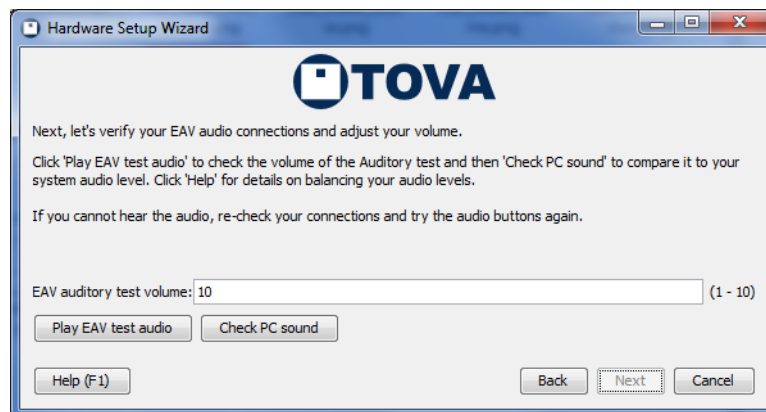 Hardware Setup Wizard
TOVA
Next, let's verify your EAV audio connections and adjust your volume.
Click 'Play EAV test audio' to check the volume of the Auditory test and then 'Check PC sound' to compare it to your
system audio level. Click 'Help' for details on balancing your audio levels.
If you cannot hear the audio, re-check your connections and try the audio buttons again.
EAV auditory test volume: 10 (1 - 10)
Play EAV test audio Check PC sound
Help (F1) Back Next Cancel